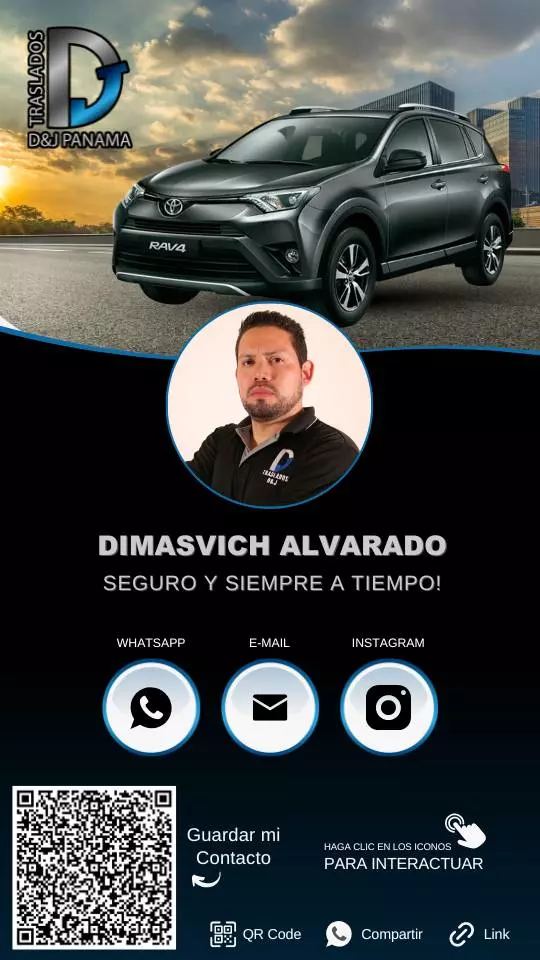 TRASLADOS
D&J PANAMA
RAV4
TRASLADOS
D&J
DIMASVICH ALVARADO
SEGURO Y SIEMPRE A TIEMPO!
WHATSAPP
E-MAIL
INSTAGRAM
Guardar mi
Contacto
HAGA CLIC EN LOS ICONOS
PARA INTERACTUAR
QR Code
Compartir
Link